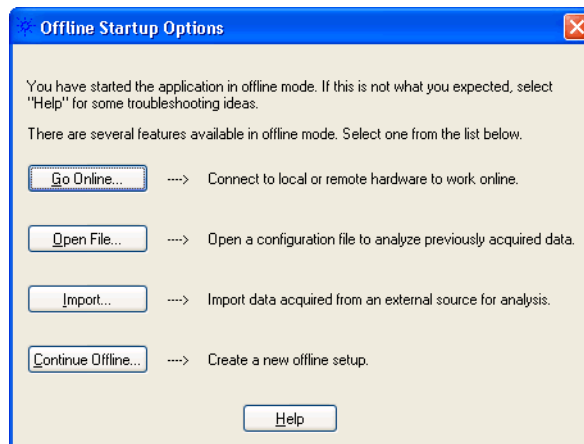 Offline Startup Options
You have started the application in offline mode. If this is not what you expected, select
"Help" for some troubleshooting ideas.
There are several features available in offline mode. Select one from the list below.
Go Online... ----> Connect to local or remote hardware to work online.
Open File... ----> Open a configuration file to analyze previously acquired data.
Import... ----> Import data acquired from an external source for analysis.
Continue Offline... ----> Create a new offline setup.
Help